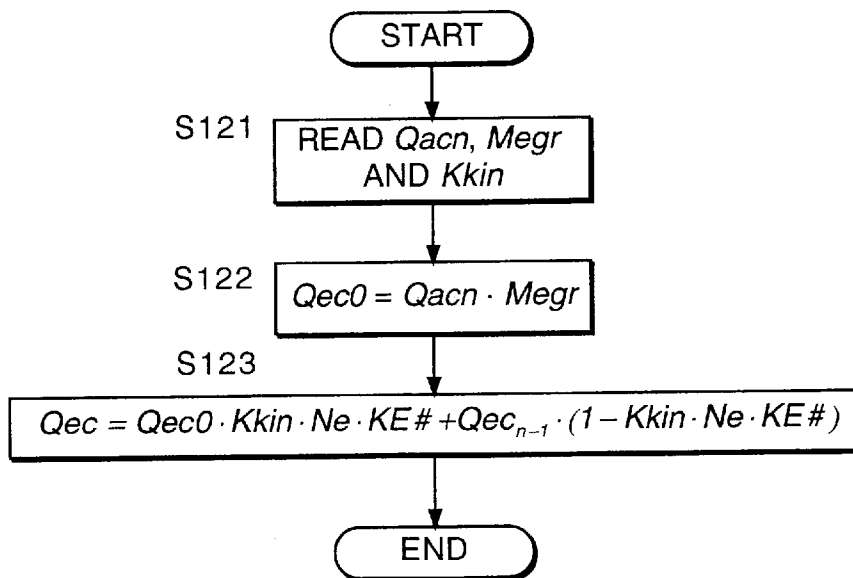 START
S121
READ Qacn, Megr
AND Kkin
S122
Qec0 = Qacn · Megr
S123
Qec = Qec0 · Kkin · Ne · KE# +Qecₙ₋₁ · (1 – Kkin · Ne · KE#)
END